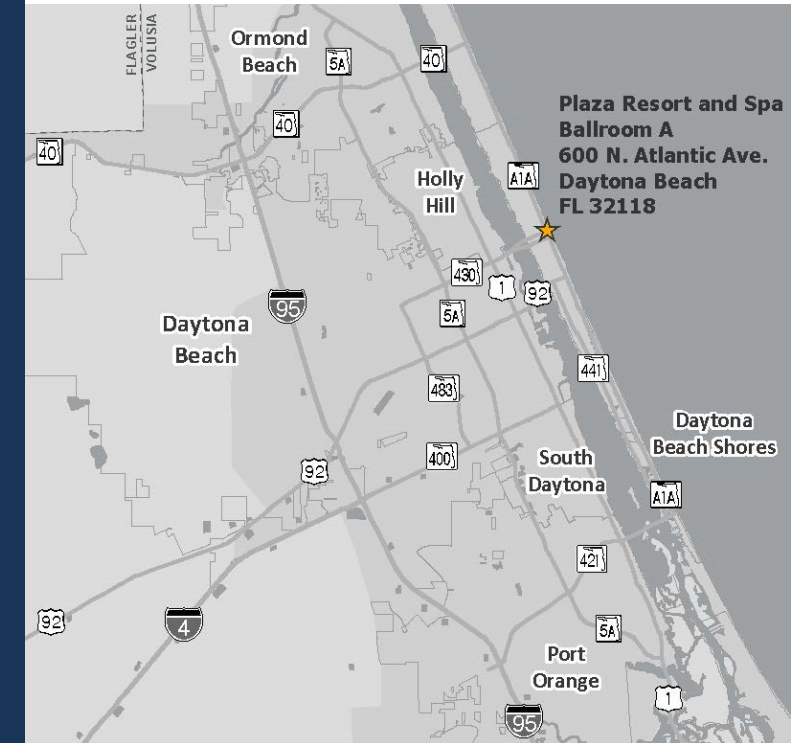 FLAGLER
VOLUSIA
Ormond
Beach
5A
40
40
40
Plaza Resort and Spa
Ballroom A
600 N. Atlantic Ave.
Daytona Beach
FL 32118
A1A
Holly
Hill
430
1
92
95
5A
Daytona
Beach
441
483
Daytona
Beach Shores
400
South
Daytona
92
A1A
421
92
4
5A
Port
Orange
1
95